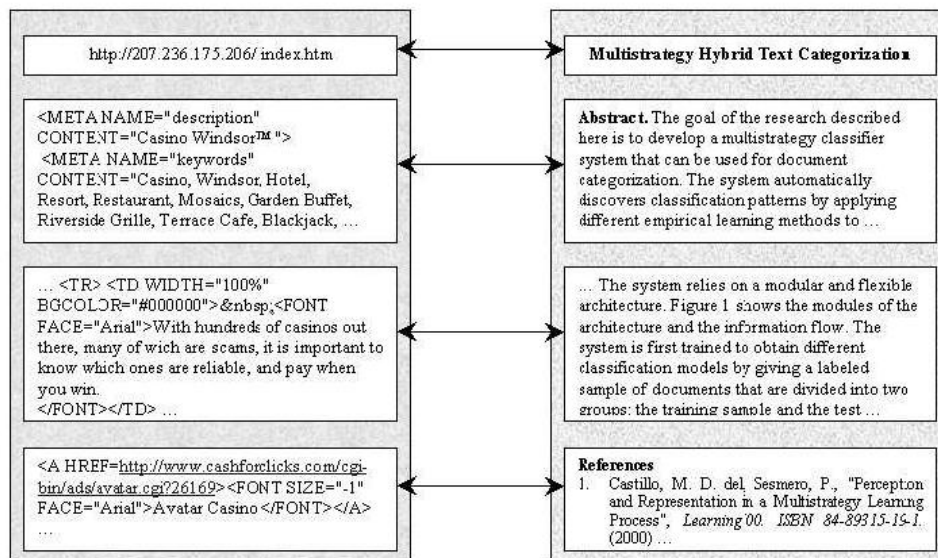 http://207.236.175.206/ index.htm
<META NAME="description"
CONTENT="Casino Windsor™ ">
<META NAME="keywords"
CONTENT="Casino, Windsor, Hotel,
Resort, Restaurant, Mosaics, Garden Buffet,
Riverside Grille, Terrace Cafe, Blackjack, ...
... <TR> <TD WIDTH="100%"
BGCOLOR="#000000">&nbsp;<FONT
FACE="Arial">With hundreds of casinos out
there, many of wich are scams, it is important to
know which ones are reliable, and pay when
you win.
</FONT></TD> ...
<A HREF=http://www.cashforclicks.com/cgi-
bin/ads/avatar.cgi?26169><FONT SIZE="-1"
FACE="Arial">Avatar Casino</FONT></A>
...
Multistrategy Hybrid Text Categorization
Abstract. The goal of the research described
here is to develop a multistrategy classifier
system that can be used for document
categorization. The system automatically
discovers classification patterns by applying
different empirical learning methods to ...
... The system relies on a modular and flexible
architecture. Figure 1 shows the modules of the
architecture and the information flow. The
system is first trained to obtain different
classification models by giving a labeled
sample of documents that are divided into two
groups: the training sample and the test ...
References
1. Castillo, M. D. del, Sesmero, P., "Perception
and Representation in a Multistrategy Learning
Process", Learning'00. ISBN 84-89315-19-1.
(2000) ...